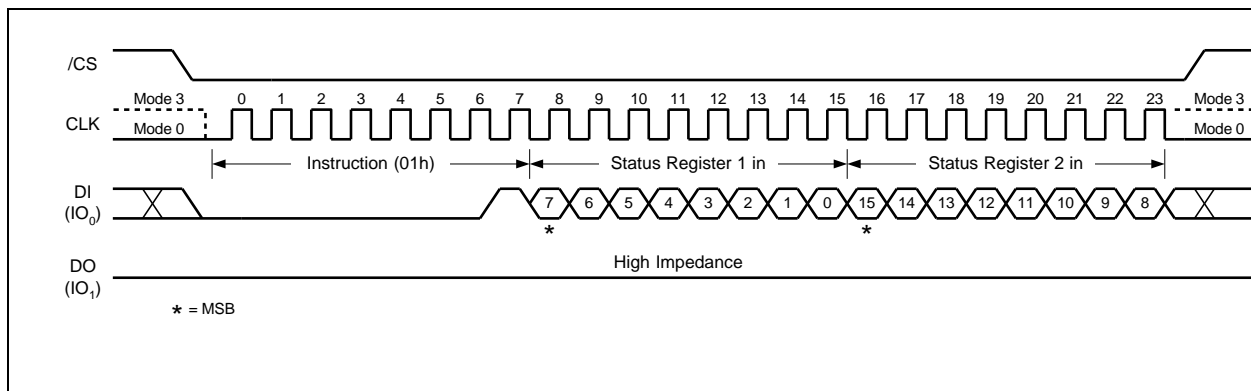 /CS
Mode 3 0 1 2 3 4 5 6 7 8 9 10 11 12 13 14 15 16 17 18 19 20 21 22 23 Mode 3
CLK Mode 0 Mode 0
Instruction (01h) Status Register 1 in Status Register 2 in
DI
(IO₀) 7 6 5 4 3 2 1 0 15 14 13 12 11 10 9 8
* *
High Impedance
DO
(IO₁)
* = MSB